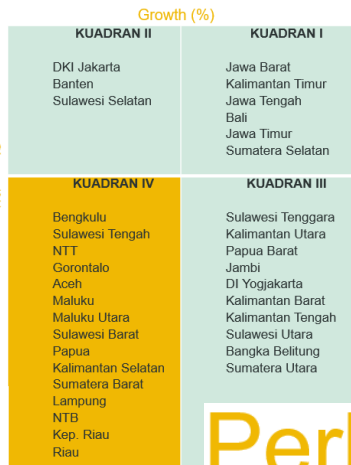 Growth (%)
KUADRAN II
DKI Jakarta
Banten
Sulawesi Selatan
KUADRAN I
Jawa Barat
Kalimantan Timur
Jawa Tengah
Bali
Jawa Timur
Sumatera Selatan
KUADRAN IV
Bengkulu
Sulawesi Tengah
NTT
Gorontalo
Aceh
Maluku
Maluku Utara
Sulawesi Barat
Papua
Kalimantan Selatan
Sumatera Barat
Lampung
NTB
Kep. Riau
Riau
KUADRAN III
Sulawesi Tenggara
Kalimantan Utara
Papua Barat
Jambi
DI Yogjakarta
Kalimantan Barat
Kalimantan Tengah
Sulawesi Utara
Bangka Belitung
Sumatera Utara